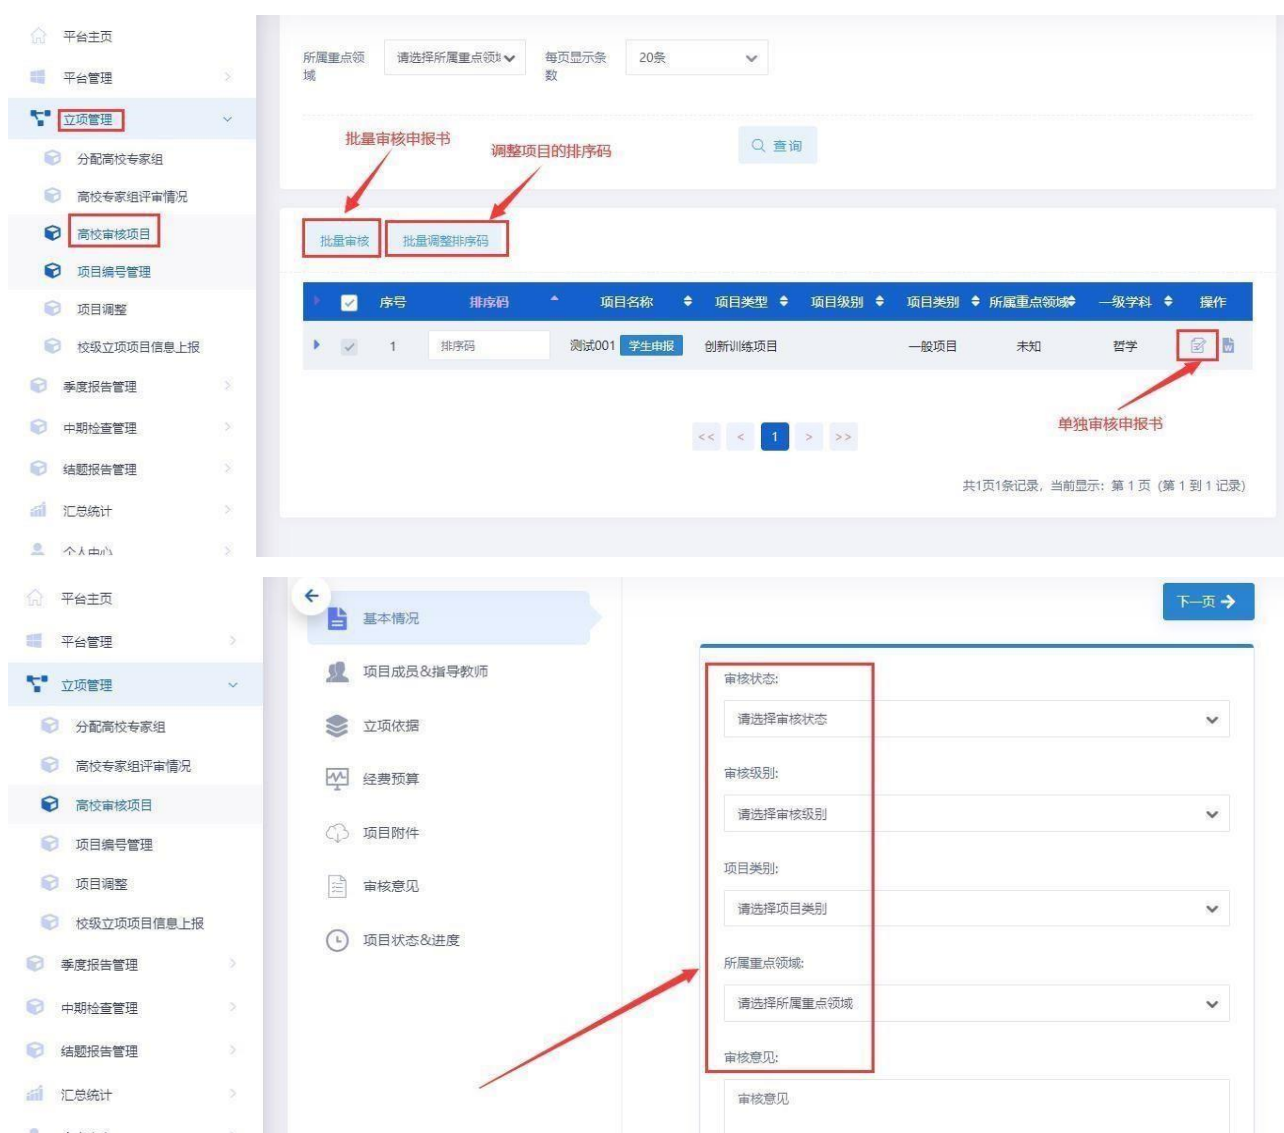 平台主页
平台管理
立项管理
分配高校专家组
高校专家组评审情况
高校审核项目
项目编号管理
项目调整
校级立项项目信息上报
季度报告管理
中期检查管理
结题报告管理
汇总统计
个人中心
所属重点领域 请选择所属重点领域 每页显示条数 20条
批量审核申报书
调整项目的排序码
查询
批量审核 批量调整排序码
序号 排序码 项目名称 项目类型 项目级别 项目类别 所属重点领域 一级学科 操作
1 排序码 测试001 学生申报 创新训练项目 一般项目 未知 哲学
单独审核申报书
<< < 1 > >>
共1页1条记录，当前显示：第 1 页 (第 1 到 1 记录)
平台主页
平台管理
立项管理
分配高校专家组
高校专家组评审情况
高校审核项目
项目编号管理
项目调整
校级立项项目信息上报
季度报告管理
中期检查管理
结题报告管理
汇总统计
基本情况
项目成员&指导教师
立项依据
经费预算
项目附件
审核意见
项目状态&进度
下一页
审核状态:
请选择审核状态
审核级别:
请选择审核级别
项目类别:
请选择项目类别
所属重点领域:
请选择所属重点领域
审核意见:
审核意见